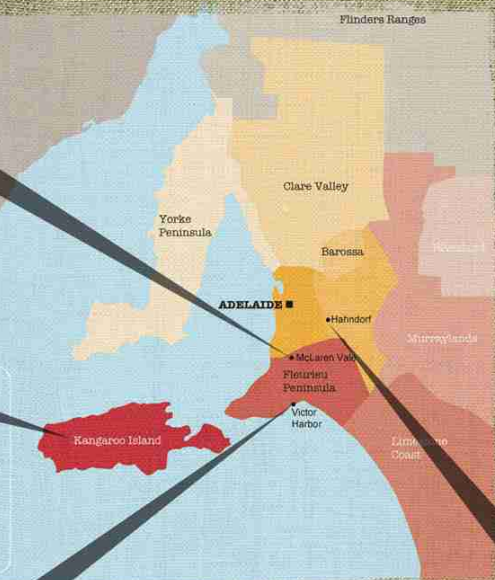 Flinders Ranges
Clare Valley
Yorke
Peninsula
Barossa
ADELAIDE
Hahndorf
Murraylands
McLaren Vale
Fleurieu
Peninsula
Victor
Harbor
Kangaroo Island
Limestone
Coast